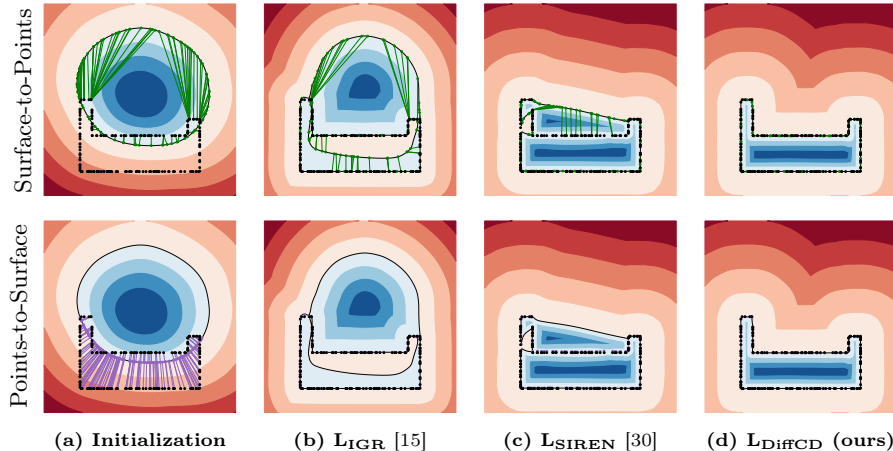 Surface-to-Points
Points-to-Surface
(a) Initialization
(b) L_IGR [15]
(c) L_SIREN [30]
(d) L_DiffCD (ours)